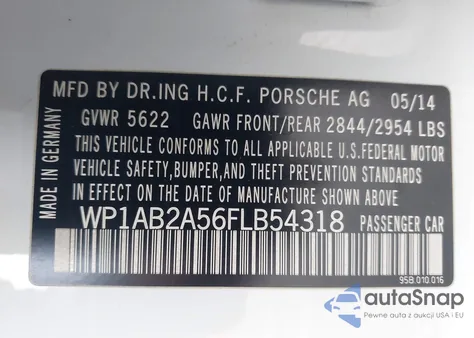 MFD BY DR.ING H.C.F. PORSCHE AG 05/14
GVWR 5622 GAWR FRONT/REAR 2844/2954 LBS
THIS VEHICLE CONFORMS TO ALL APPLICABLE U.S.FEDERAL MOTOR
VEHICLE SAFETY,BUMPER,AND THEFT PREVENTION STANDARDS
IN EFFECT ON THE DATE OF MANUFACTURE SHOWN ABOVE.
WP1AB2A56FLB54318 PASSENGER CAR
MADE IN GERMANY
95B.010.016
autoSnap
Pewne auta z aukcji USA i EU